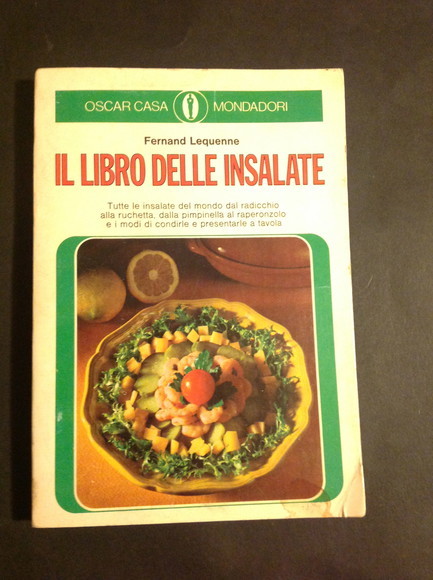 OSCAR CASA MONDADORI
Fernand Lequenne
IL LIBRO DELLE INSALATE
Tutte le insalate del mondo dal radicchio
alla ruchetta, dalla pimpinella al raperonzolo
e i modi di condirle e presentarle a tavola